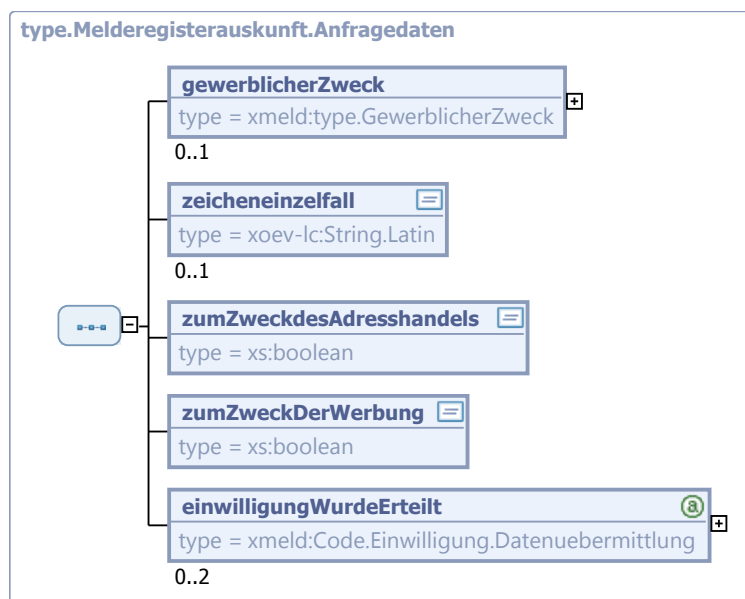 type.Melderegisterauskunft.Anfragedaten
gewerblicherZweck
type = xmeld:type.GewerblicherZweck
0..1
zeicheneinzelfall
type = xoev-lc:String.Latin
0..1
zumZweckdesAdresshandels
type = xs:boolean
zumZweckDerWerbung
type = xs:boolean
einwilligungWurdeErteilt
type = xmeld:Code.Einwilligung.Datenuebermittlung
0..2